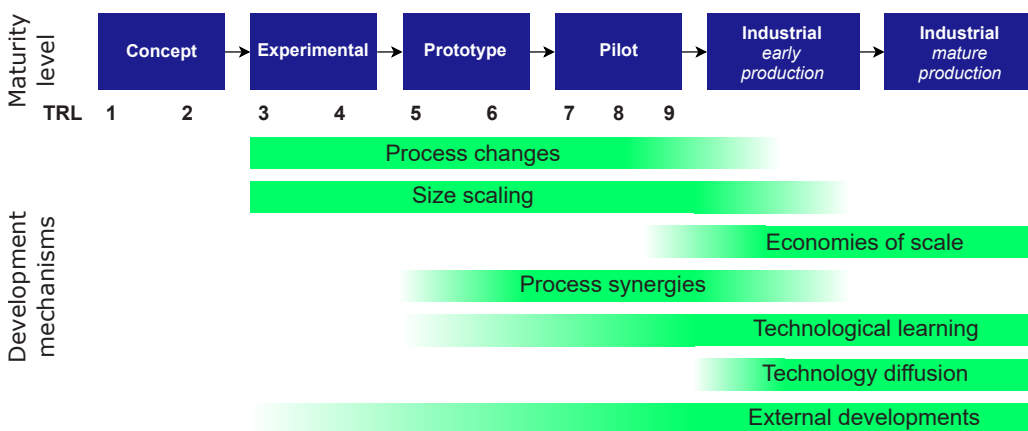 Maturity
level
Concept
Experimental
Prototype
Pilot
Industrial
early
production
Industrial
mature
production
TRL 1 2 3 4 5 6 7 8 9
Development
mechanisms
Process changes
Size scaling
Economies of scale
Process synergies
Technological learning
Technology diffusion
External developments